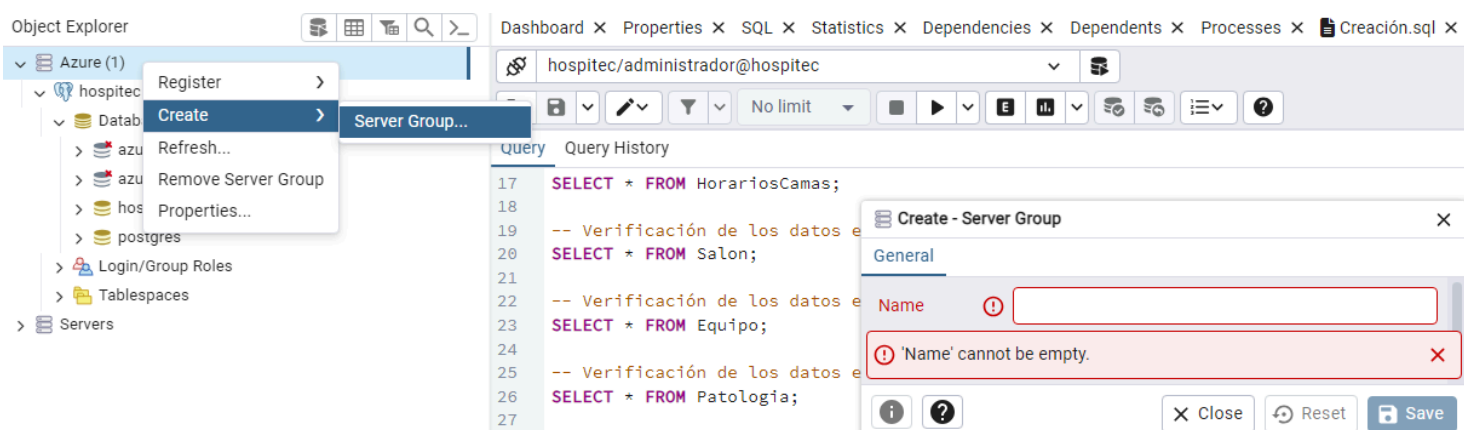 Object Explorer
Dashboard Properties SQL Statistics Dependencies Dependents Processes Creación.sql
Azure (1)
hospitec
Datab
azu
azu
hos
postgres
Login/Group Roles
Tablespaces
Servers
Register
Create
Refresh...
Remove Server Group
Properties...
Server Group...
hospitec/administrador@hospitec
No limit
E
Query Query History
17 SELECT * FROM HorariosCamas;
18
19 -- Verificación de los datos e
20 SELECT * FROM Salon;
21
22 -- Verificación de los datos e
23 SELECT * FROM Equipo;
24
25 -- Verificación de los datos e
26 SELECT * FROM Patologia;
27
Create - Server Group
General
Name
'Name' cannot be empty.
Close Reset Save